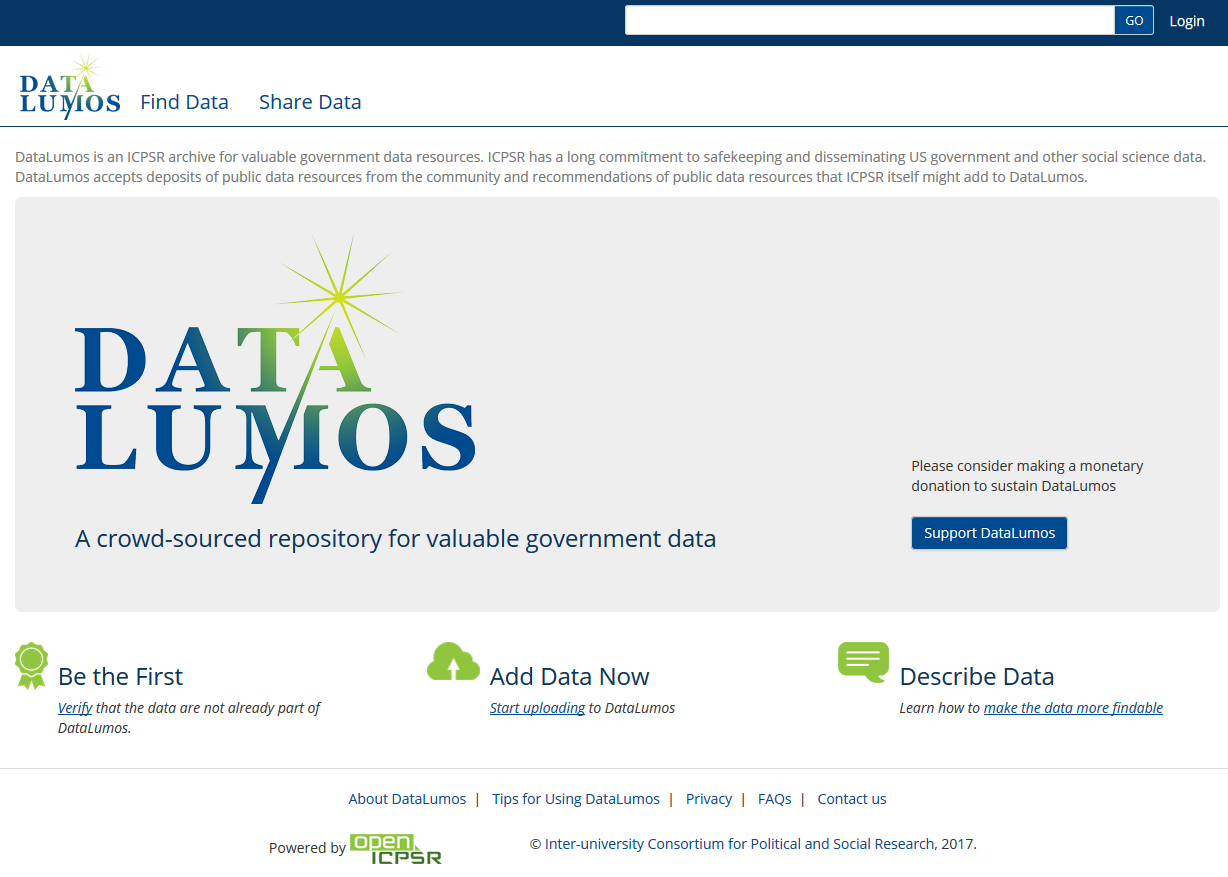 GO Login
DATA
LUMOS
Find Data Share Data
DataLumos is an ICPSR archive for valuable government data resources. ICPSR has a long commitment to safekeeping and disseminating US government and other social science data.
DataLumos accepts deposits of public data resources from the community and recommendations of public data resources that ICPSR itself might add to DataLumos.
DATA
LUMOS
A crowd-sourced repository for valuable government data
Please consider making a monetary
donation to sustain DataLumos
Support DataLumos
Be the First
Verify that the data are not already part of
DataLumos.
Add Data Now
Start uploading to DataLumos
Describe Data
Learn how to make the data more findable
About DataLumos | Tips for Using DataLumos | Privacy | FAQs | Contact us
Powered by open ICPSR
© Inter-university Consortium for Political and Social Research, 2017.